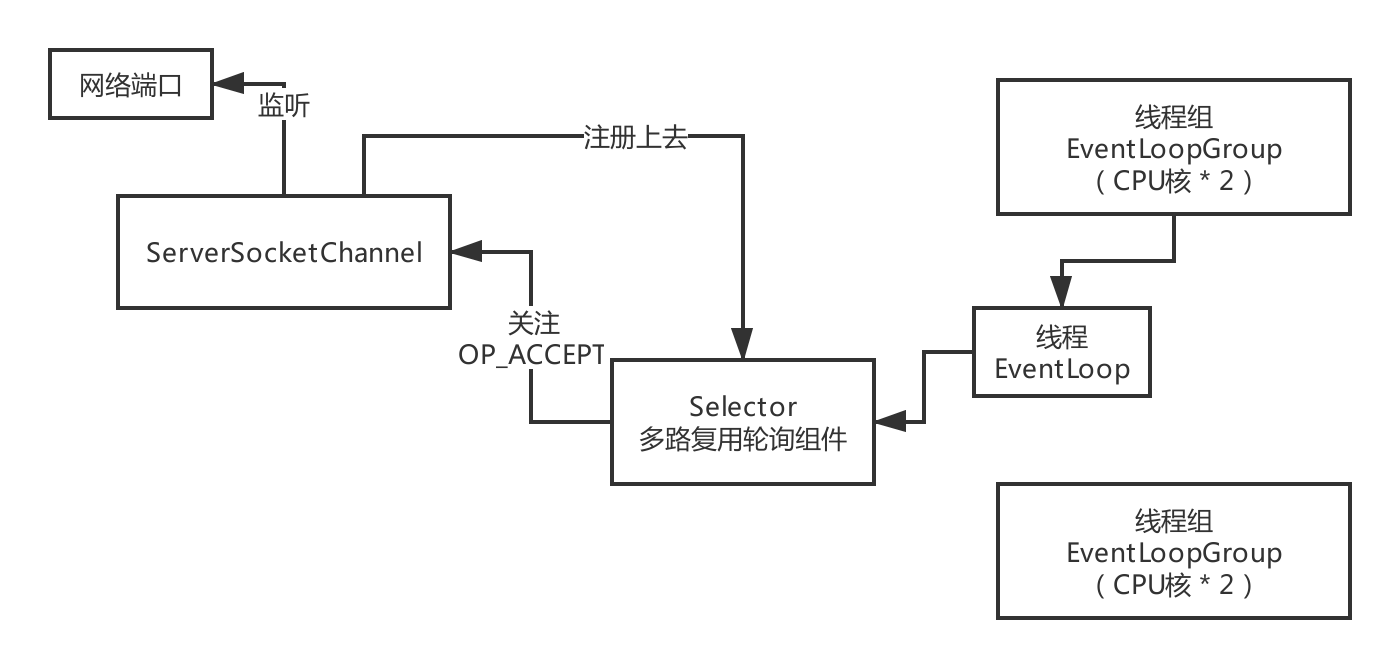 网络端口
监听
注册上去
线程组
EventLoopGroup
（CPU核 * 2）
ServerSocketChannel
关注
OP_ACCEPT
线程
EventLoop
Selector
多路复用轮询组件
线程组
EventLoopGroup
（CPU核 * 2）